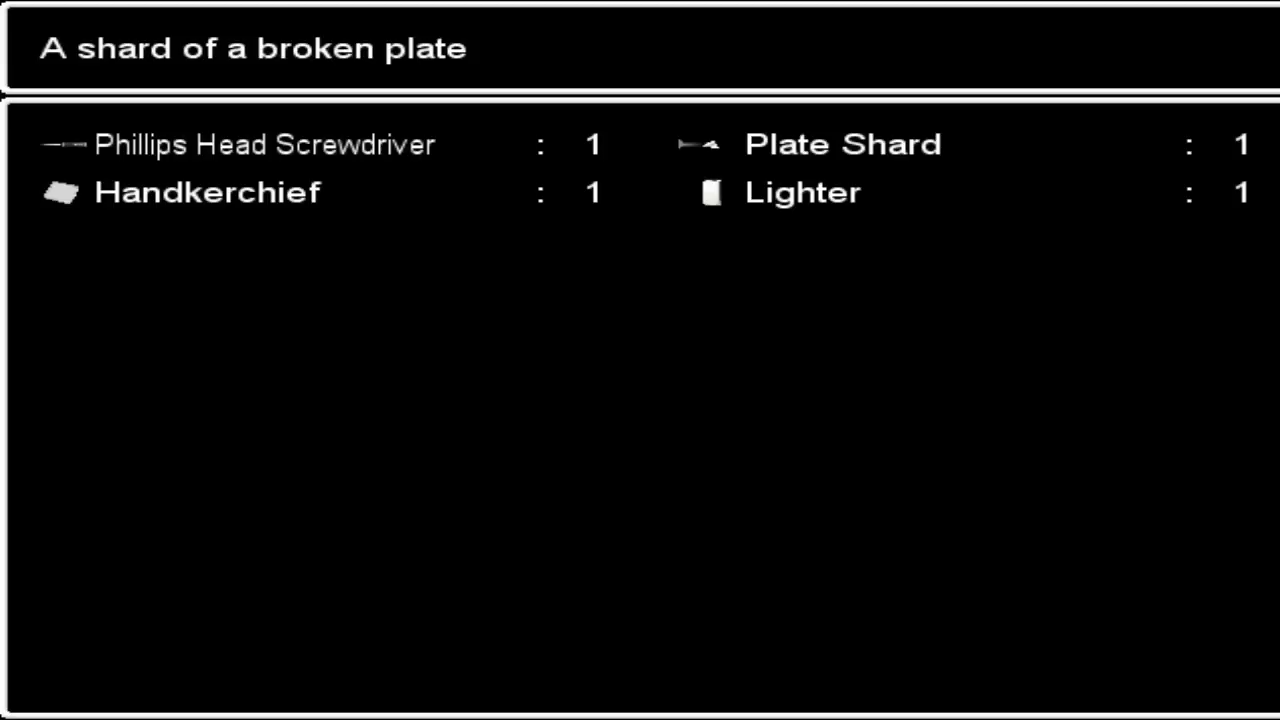 A shard of a broken plate
Phillips Head Screwdriver : 1 Plate Shard : 1
Handkerchief : 1 Lighter : 1